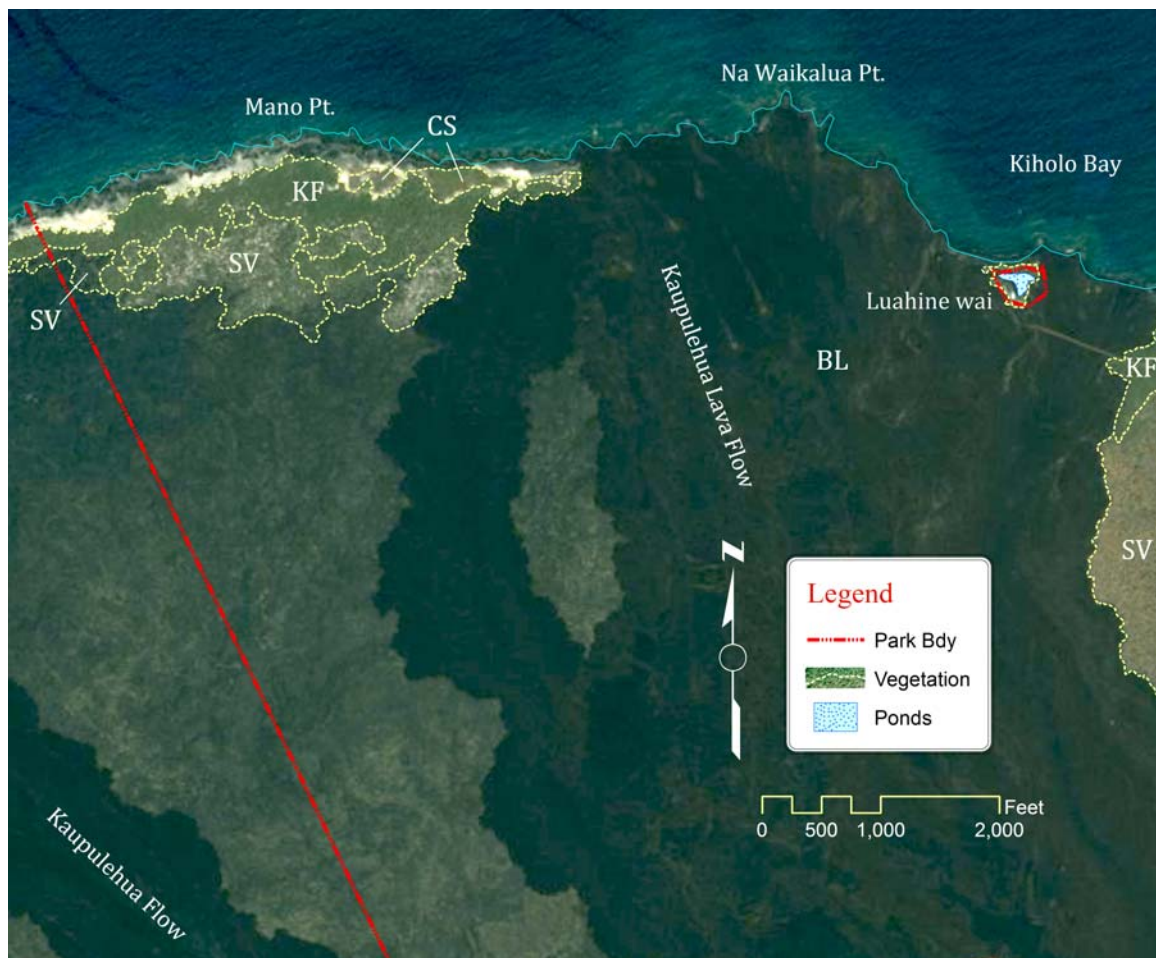 Na Waikalua Pt.
Mano Pt.
CS
Kiholo Bay
KF
SV
SV
Luahine wai
Kaupulehua Lava Flow
BL
KF
SV
N
Legend
Park Bdy
Vegetation
Ponds
Feet
0 500 1,000 2,000
Kaupulehua Flow